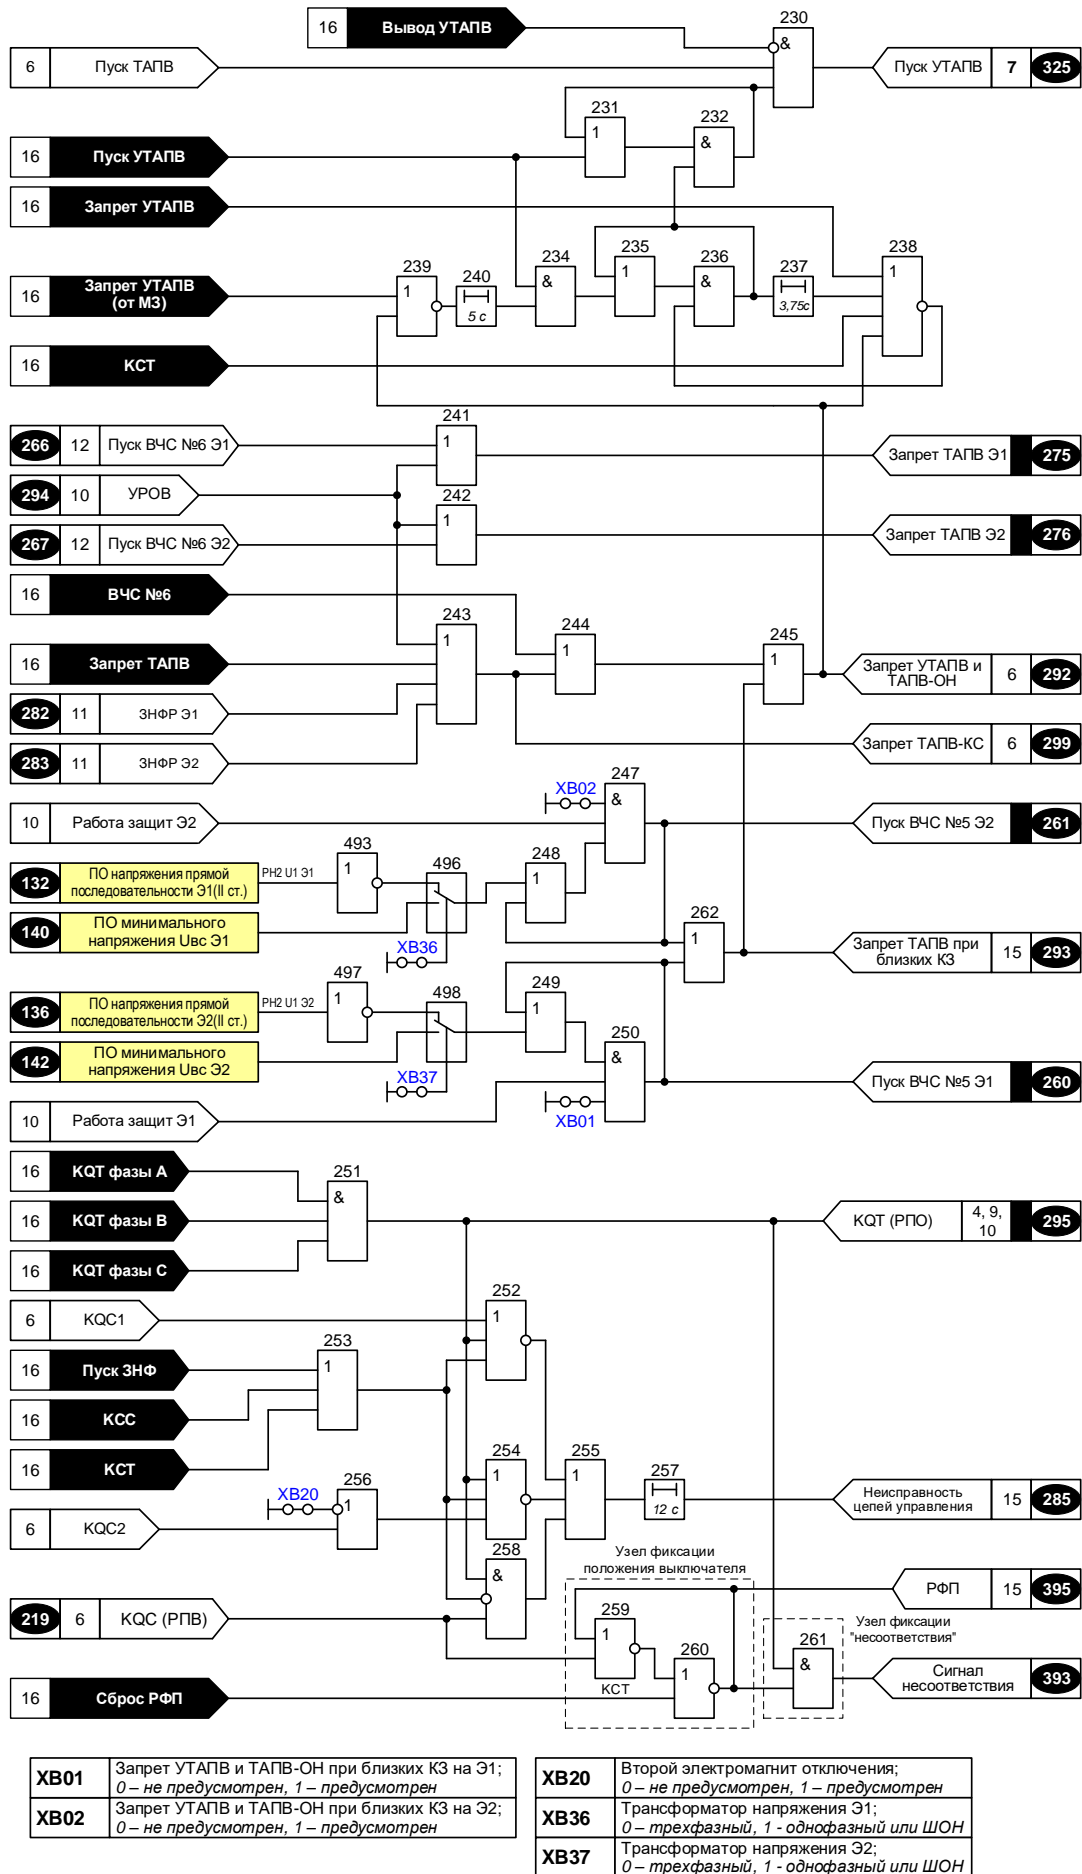 16 Вывод УТАПВ
230
&
6 Пуск ТАПВ
Пуск УТАПВ 7 325
231
1
232
&
16 Пуск УТАПВ
16 Запрет УТАПВ
239
1
240
5 с
234
&
235
1
236
&
237
3,75с
238
1
16 Запрет УТАПВ
(от МЗ)
16 КСТ
241
1
266 12 Пуск ВЧС №6 Э1
Запрет ТАПВ Э1 275
294 10 УРОВ
242
1
267 12 Пуск ВЧС №6 Э2
Запрет ТАПВ Э2 276
16 ВЧС №6
243
1
244
1
245
1
16 Запрет ТАПВ
Запрет УТАПВ и
ТАПВ-ОН 6 292
282 11 ЗНФР Э1
Запрет ТАПВ-КС 6 299
283 11 ЗНФР Э2
XB02
247
&
10 Работа защит Э2
Пуск ВЧС №5 Э2 261
132 ПО напряжения прямой
последовательности Э1(II ст.)
РН2 U1 Э1
493
1
496
248
1
140 ПО минимального
напряжения Uвс Э1
XB36
262
1
Запрет ТАПВ при
близких КЗ 15 293
136 ПО напряжения прямой
последовательности Э2(II ст.)
РН2 U1 Э2
497
1
498
249
1
250
&
142 ПО минимального
напряжения Uвс Э2
XB37
Пуск ВЧС №5 Э1 260
10 Работа защит Э1
XB01
16 KQT фазы А
251
&
16 KQT фазы В
KQT (РПО) 4, 9,
10 295
16 KQT фазы С
252
1
6 KQC1
253
1
16 Пуск ЗНФ
16 КСС
16 КСТ
254
1
255
1
257
12 с
XB20
256
1
Неисправность
цепей управления 15 285
6 KQC2
258
&
Узел фиксации
положения выключателя
РФП 15 395
219 6 KQC (РПВ)
259
1
КСТ
260
1
Узел фиксации
"несоответствия"
261
&
16 Сброс РФП
Сигнал
несоответствия 393
XB01 Запрет УТАПВ и ТАПВ-ОН при близких КЗ на Э1;
0 – не предусмотрен, 1 – предусмотрен
XB02 Запрет УТАПВ и ТАПВ-ОН при близких КЗ на Э2;
0 – не предусмотрен, 1 – предусмотрен
XB20 Второй электромагнит отключения;
0 – не предусмотрен, 1 – предусмотрен
XB36 Трансформатор напряжения Э1;
0 – трехфазный, 1 - однофазный или ШОН
XB37 Трансформатор напряжения Э2;
0 – трехфазный, 1 - однофазный или ШОН